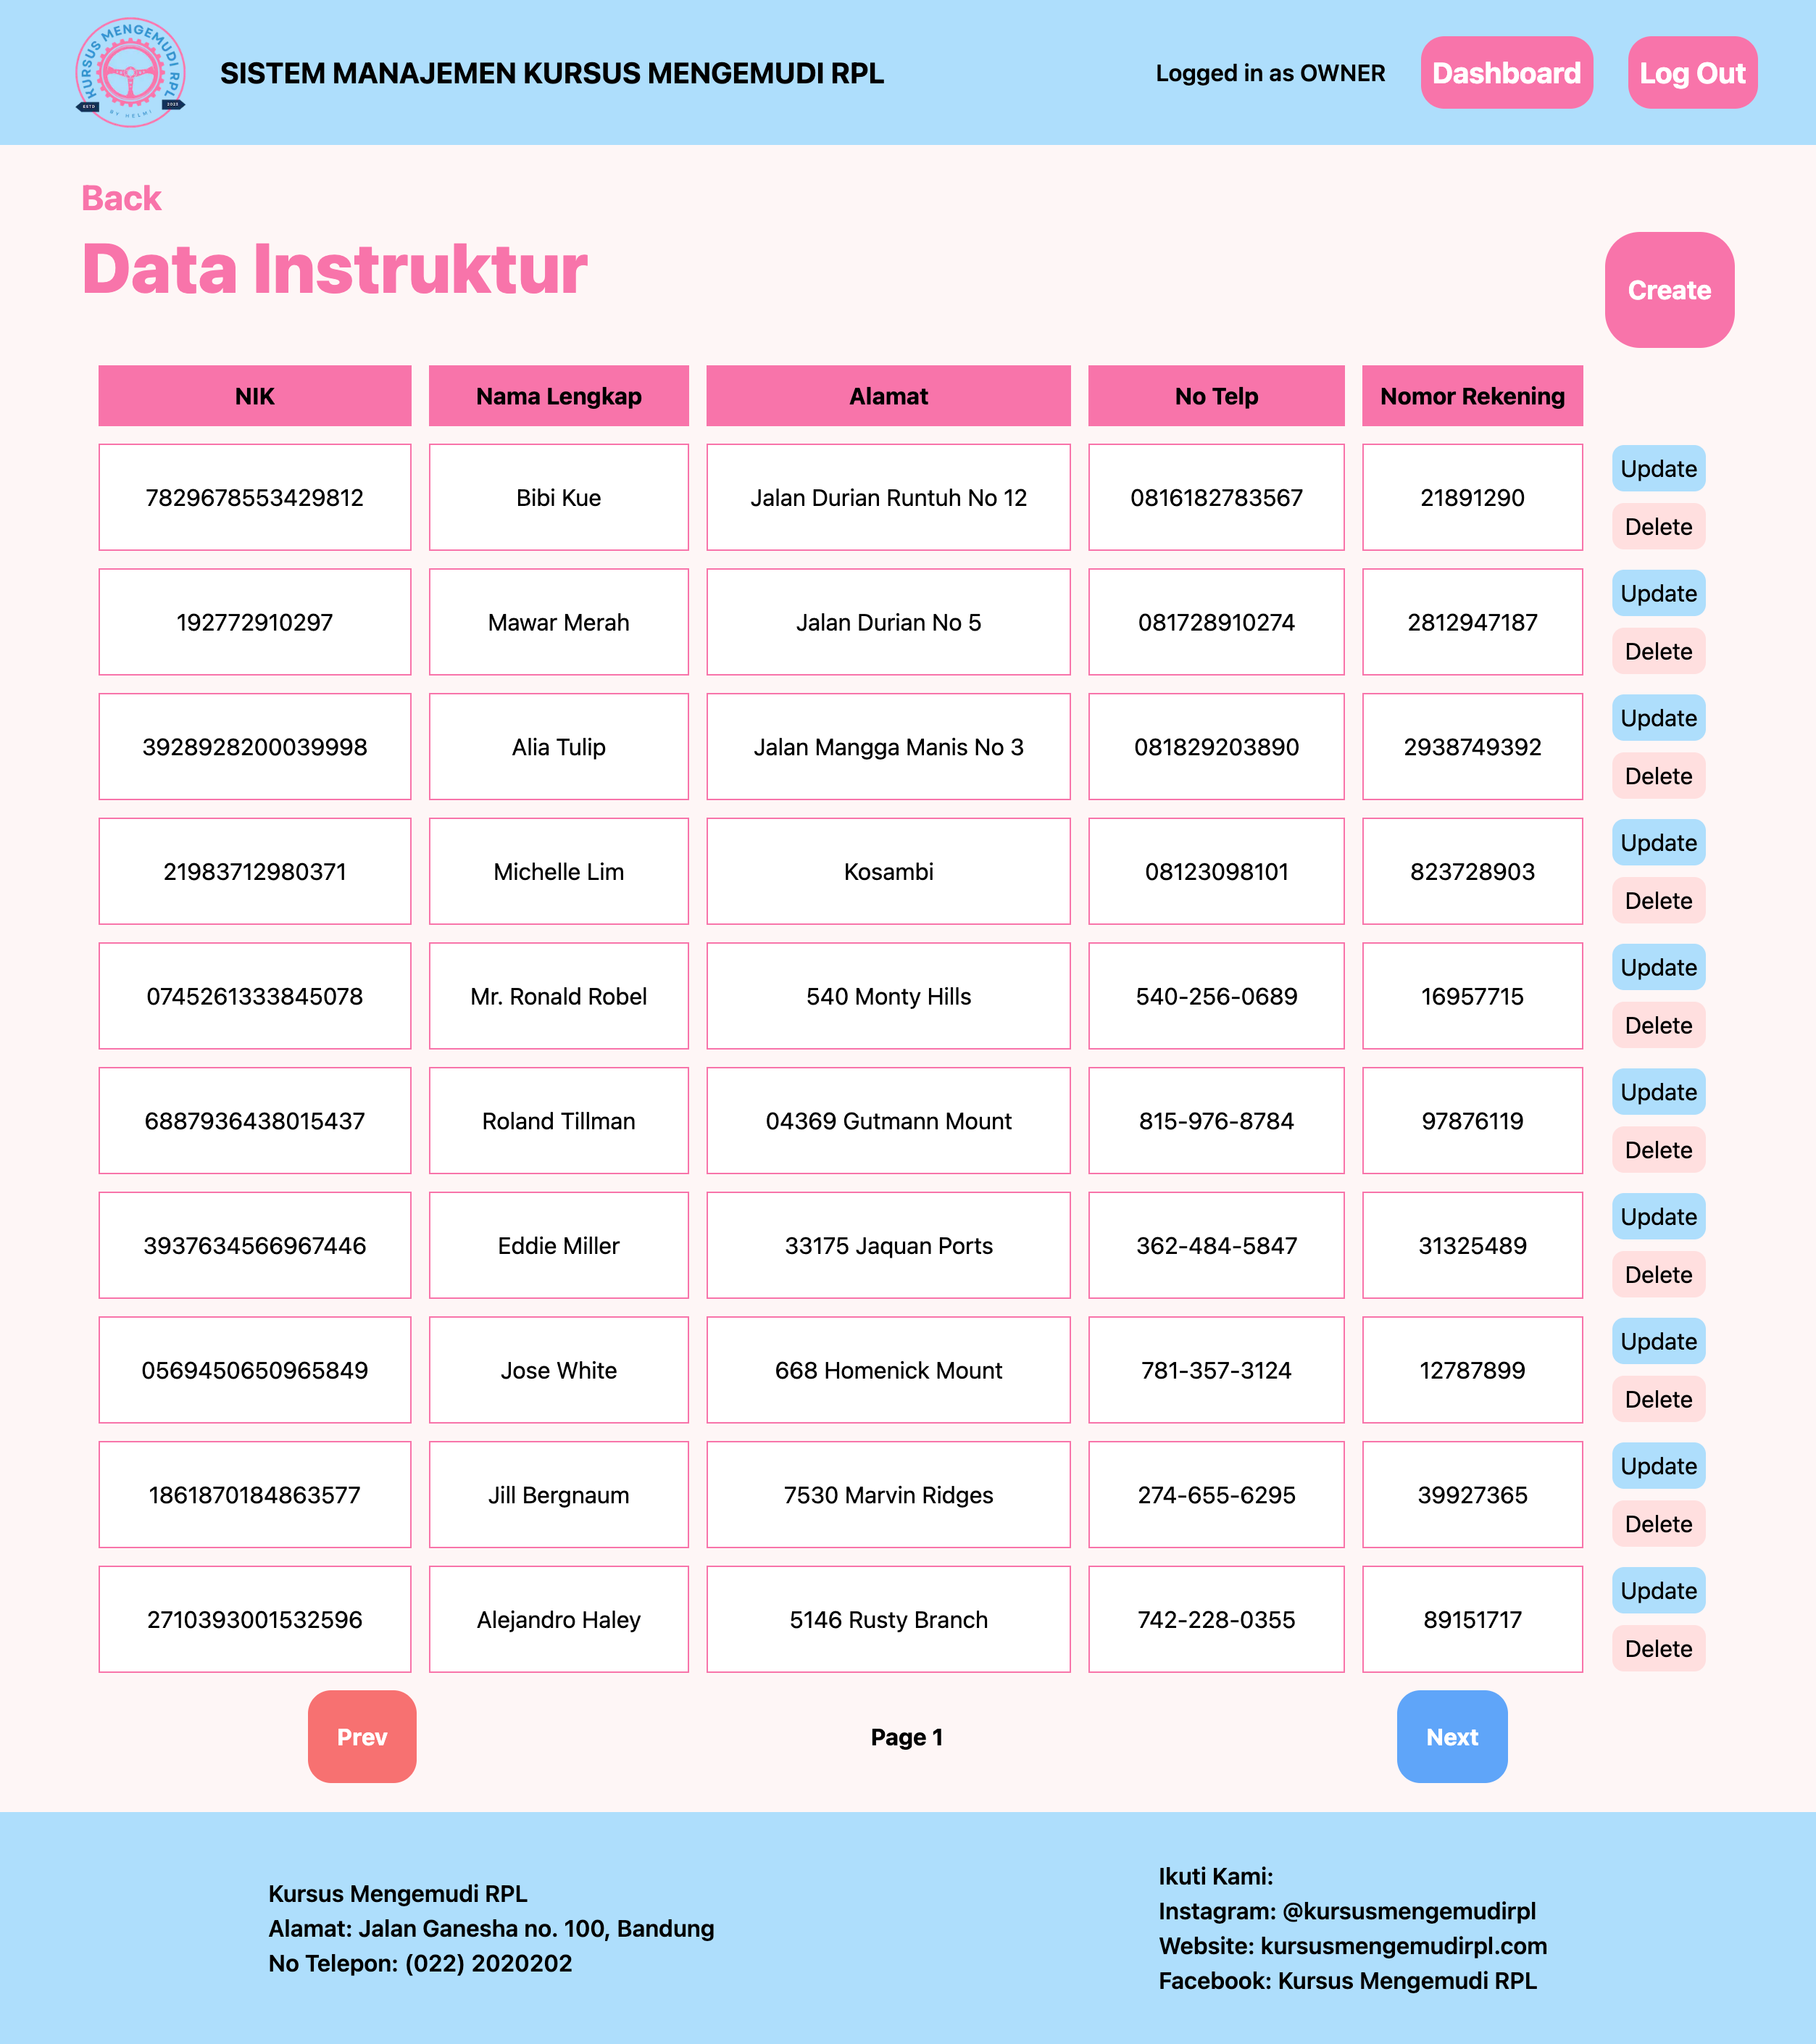 KURSUS MENGEMUDI RPL
ESTD
2023
BY HELMI
SISTEM MANAJEMEN KURSUS MENGEMUDI RPL
Logged in as OWNER
Dashboard
Log Out
Back
Data Instruktur
Create
NIK Nama Lengkap Alamat No Telp Nomor Rekening
7829678553429812 Bibi Kue Jalan Durian Runtuh No 12 0816182783567 21891290 Update
Delete
192772910297 Mawar Merah Jalan Durian No 5 081728910274 2812947187 Update
Delete
3928928200039998 Alia Tulip Jalan Mangga Manis No 3 081829203890 2938749392 Update
Delete
21983712980371 Michelle Lim Kosambi 08123098101 823728903 Update
Delete
0745261333845078 Mr. Ronald Robel 540 Monty Hills 540-256-0689 16957715 Update
Delete
6887936438015437 Roland Tillman 04369 Gutmann Mount 815-976-8784 97876119 Update
Delete
3937634566967446 Eddie Miller 33175 Jaquan Ports 362-484-5847 31325489 Update
Delete
0569450650965849 Jose White 668 Homenick Mount 781-357-3124 12787899 Update
Delete
1861870184863577 Jill Bergnaum 7530 Marvin Ridges 274-655-6295 39927365 Update
Delete
2710393001532596 Alejandro Haley 5146 Rusty Branch 742-228-0355 89151717 Update
Delete
Prev Page 1 Next
Kursus Mengemudi RPL
Alamat: Jalan Ganesha no. 100, Bandung
No Telepon: (022) 2020202
Ikuti Kami:
Instagram: @kursusmengemudirpl
Website: kursusmengemudirpl.com
Facebook: Kursus Mengemudi RPL